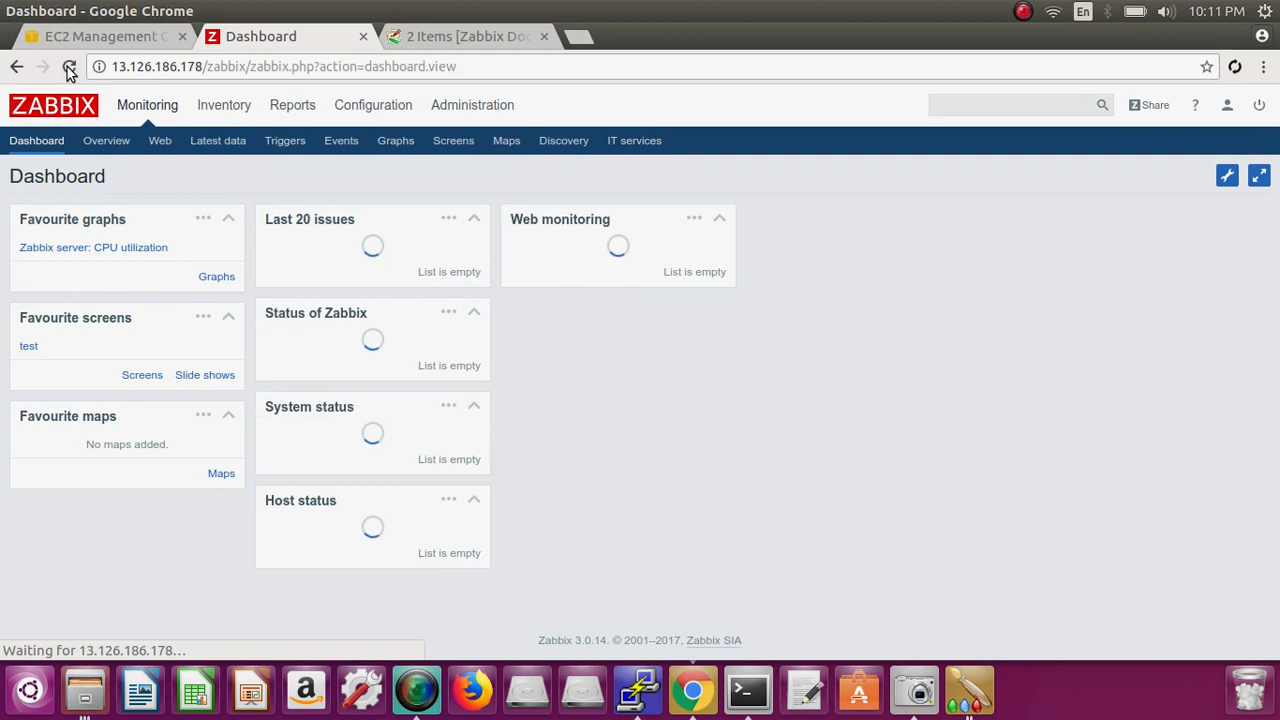 Dashboard - Google Chrome
En
10:11 PM
EC2 Management C
Dashboard
2 Items [Zabbix Doc
13.126.186.178/zabbix/zabbix.php?action=dashboard.view
ZABBIX
Monitoring
Inventory
Reports
Configuration
Administration
Z Share
?
Dashboard
Overview
Web
Latest data
Triggers
Events
Graphs
Screens
Maps
Discovery
IT services
Dashboard
Favourite graphs
Zabbix server: CPU utilization
Graphs
Favourite screens
test
Screens
Slide shows
Favourite maps
No maps added.
Maps
Last 20 issues
List is empty
Status of Zabbix
List is empty
System status
List is empty
Host status
List is empty
Web monitoring
List is empty
Zabbix 3.0.14. © 2001–2017, Zabbix SIA
Waiting for 13.126.186.178…